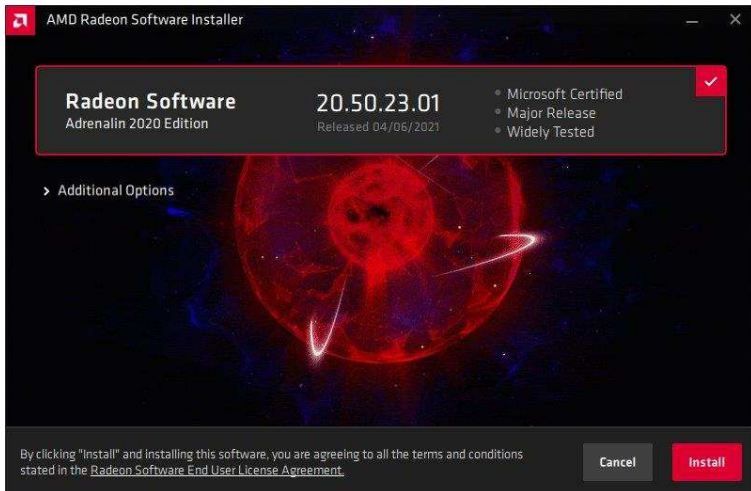 AMD Radeon Software Installer
Radeon Software
Adrenalin 2020 Edition
20.50.23.01
Released 04/06/2021
Microsoft Certified
Major Release
Widely Tested
Additional Options
By clicking "Install" and installing this software, you are agreeing to all the terms and conditions
stated in the Radeon Software End User License Agreement.
Cancel
Install